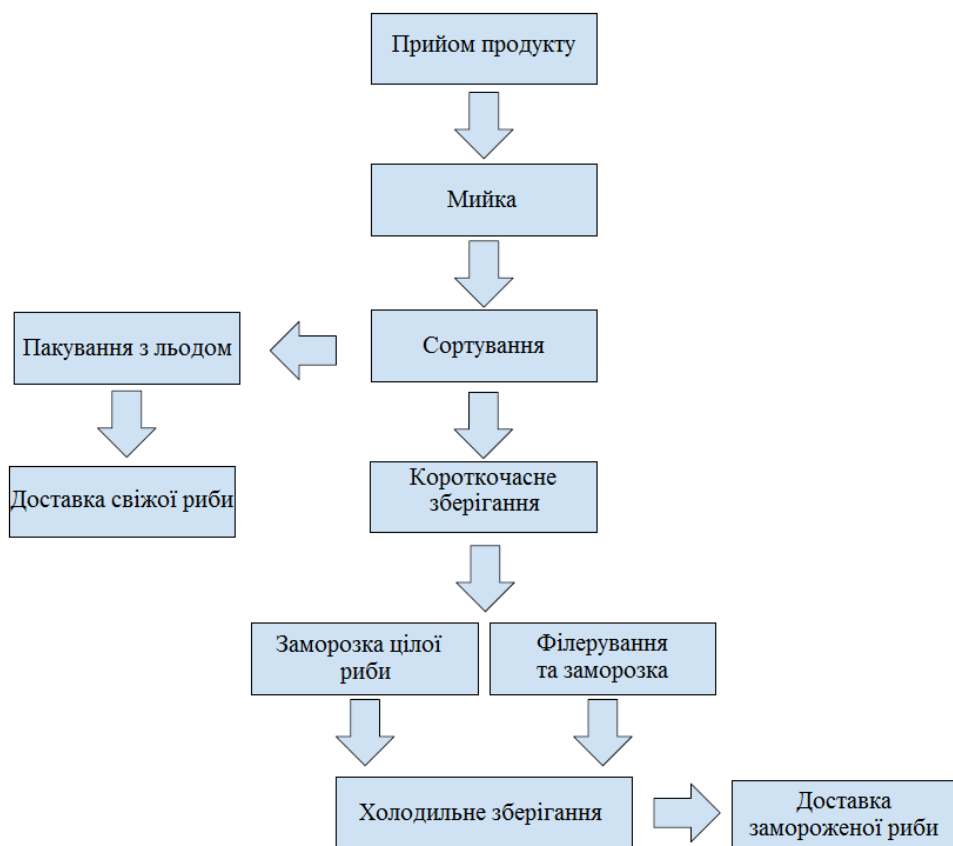 Прийом продукту
Мийка
Пакування з льодом
Сортування
Доставка свіжої риби
Короткочасне
зберігання
Заморозка цілої
риби
Філерування
та заморозка
Холодильне зберігання
Доставка
замороженої риби